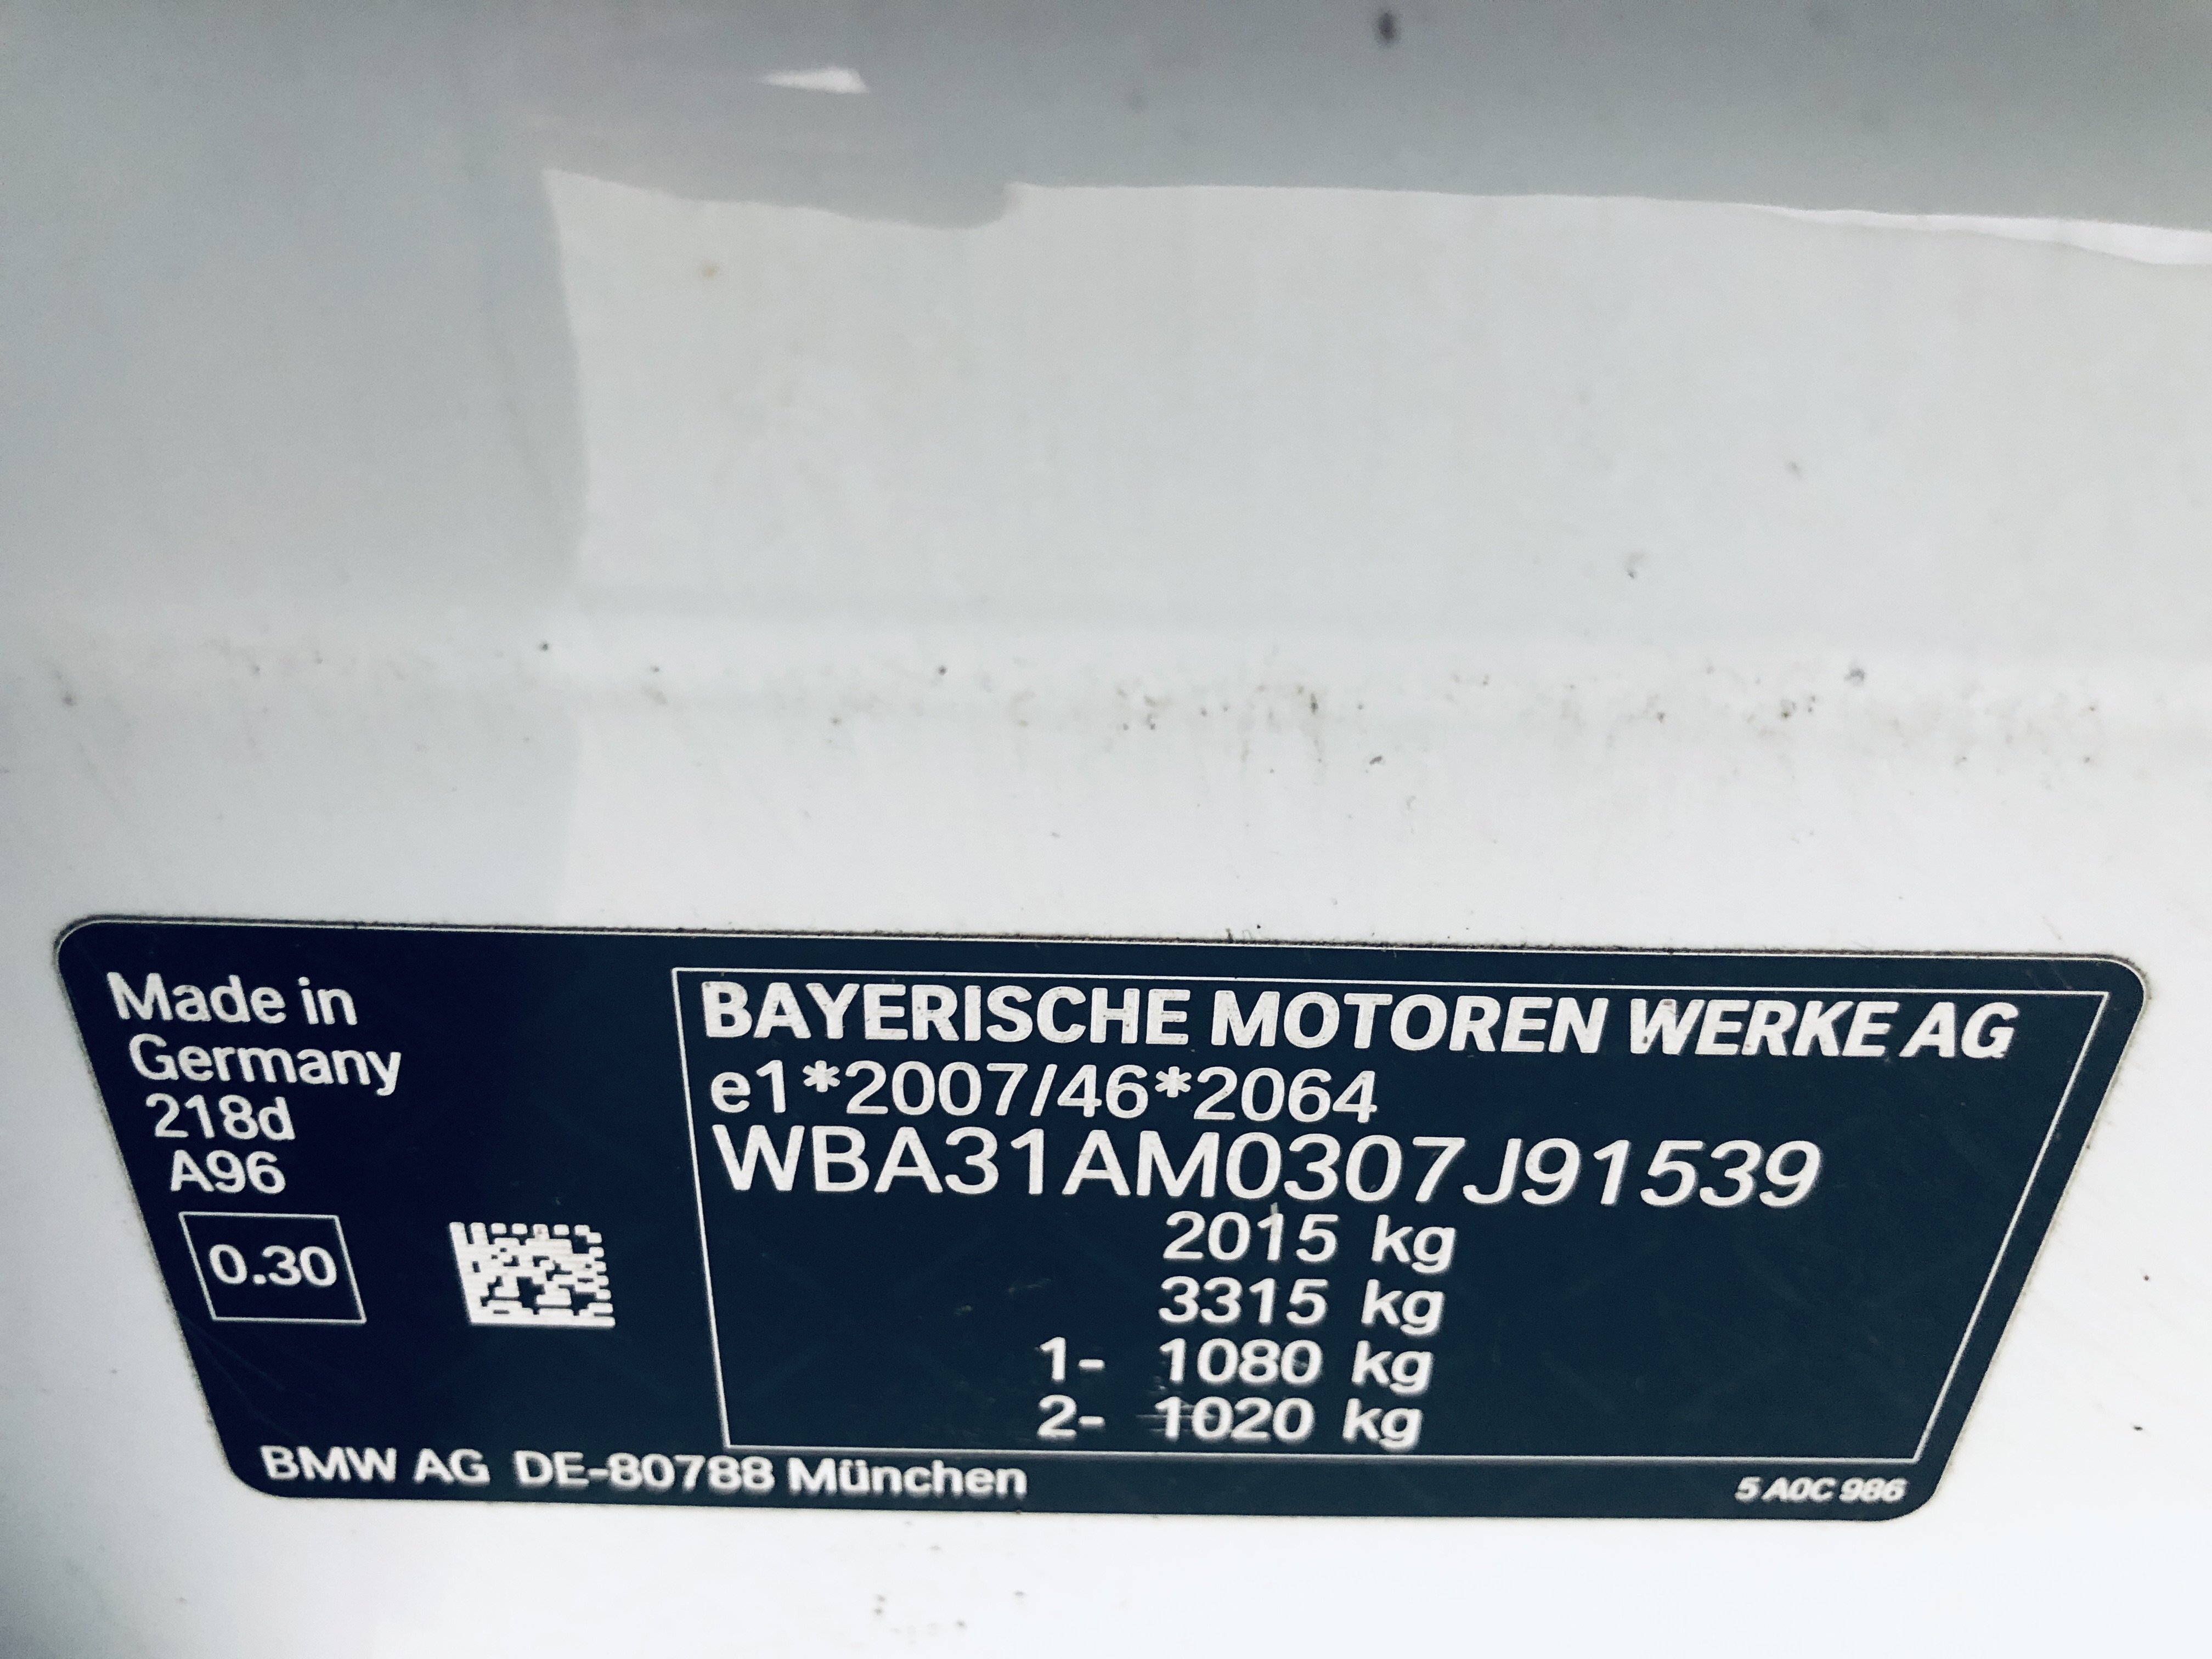 Made in
Germany
218d
A96
0.30
BAYERISCHE MOTOREN WERKE AG
e1*2007/46*2064
WBA31AM0307J91539
2015 kg
3315 kg
1- 1080 kg
2- 1020 kg
BMW AG DE-80788 München
5 A0C 986